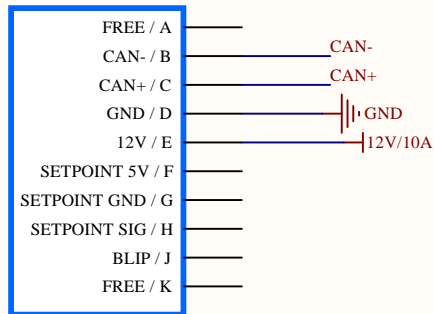 FREE / A
CAN- / B CAN-
CAN+ / C CAN+
GND / D GND
12V / E 12V/10A
SETPOINT 5V / F
SETPOINT GND / G
SETPOINT SIG / H
BLIP / J
FREE / K